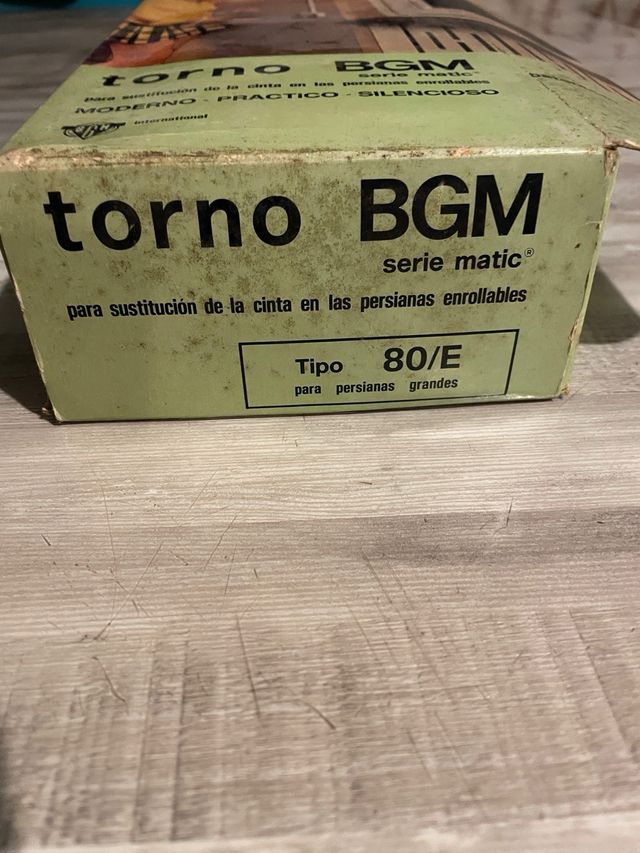 torno BGM
serie matic
Para sustitución de la cinta en las persianas enrollables
MODERNO - PRACTICO - SILENCIOSO
international
torno BGM
serie matic®
para sustitución de la cinta en las persianas enrollables
Tipo 80/E
para persianas grandes